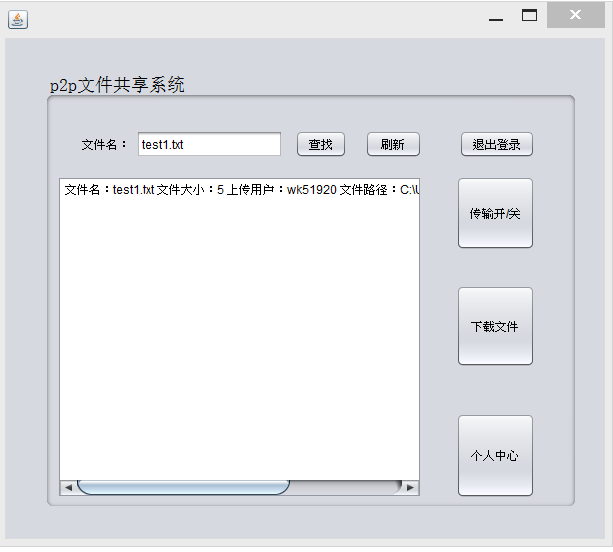 p2p文件共享系统
文件名： test1.txt 查找 刷新 退出登录
文件名：test1.txt 文件大小：5 上传用户：wk51920 文件路径：C:\
传输开/关
下载文件
个人中心